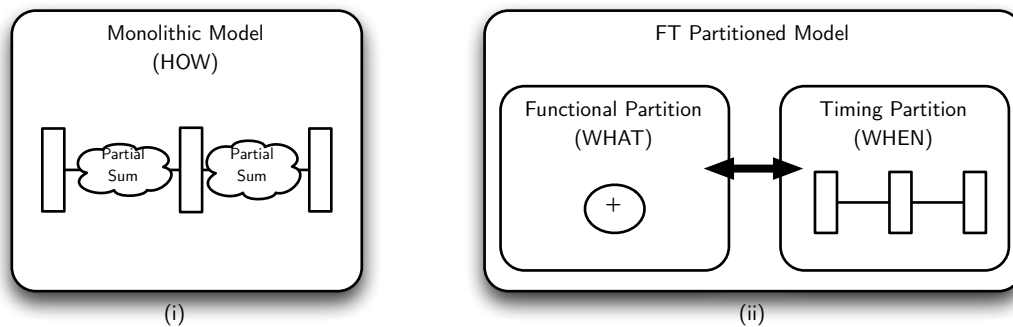 Monolithic Model
(HOW)
Partial
Sum
Partial
Sum
(i)
FT Partitioned Model
Functional Partition
(WHAT)
+
Timing Partition
(WHEN)
(ii)